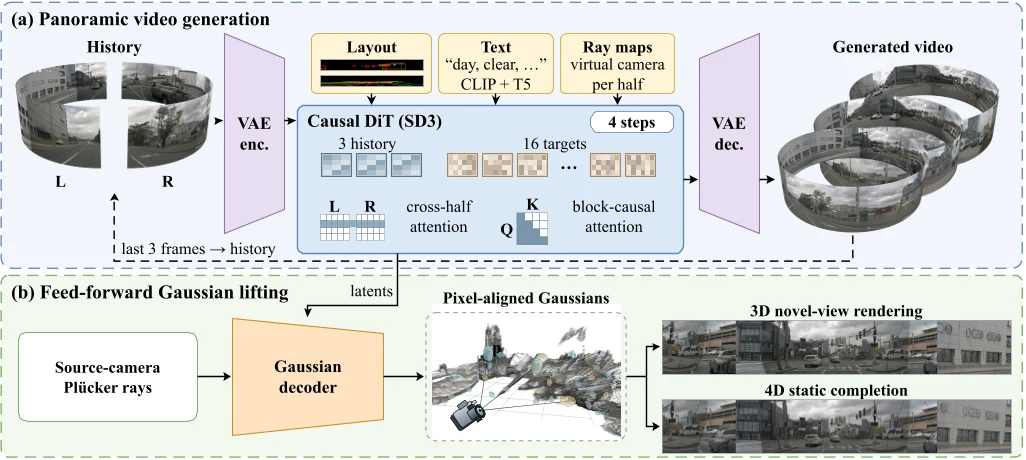 (a) Panoramic video generation
History
L
R
VAE
enc.
Layout
Text
“day, clear, …”
CLIP + T5
Ray maps
virtual camera
per half
Causal DiT (SD3)
4 steps
3 history
16 targets
...
L R
cross-half
attention
K
Q
block-causal
attention
VAE
dec.
Generated video
last 3 frames → history
(b) Feed-forward Gaussian lifting
latents
Source-camera
Plücker rays
Gaussian
decoder
Pixel-aligned Gaussians
P
3D novel-view rendering
4D static completion